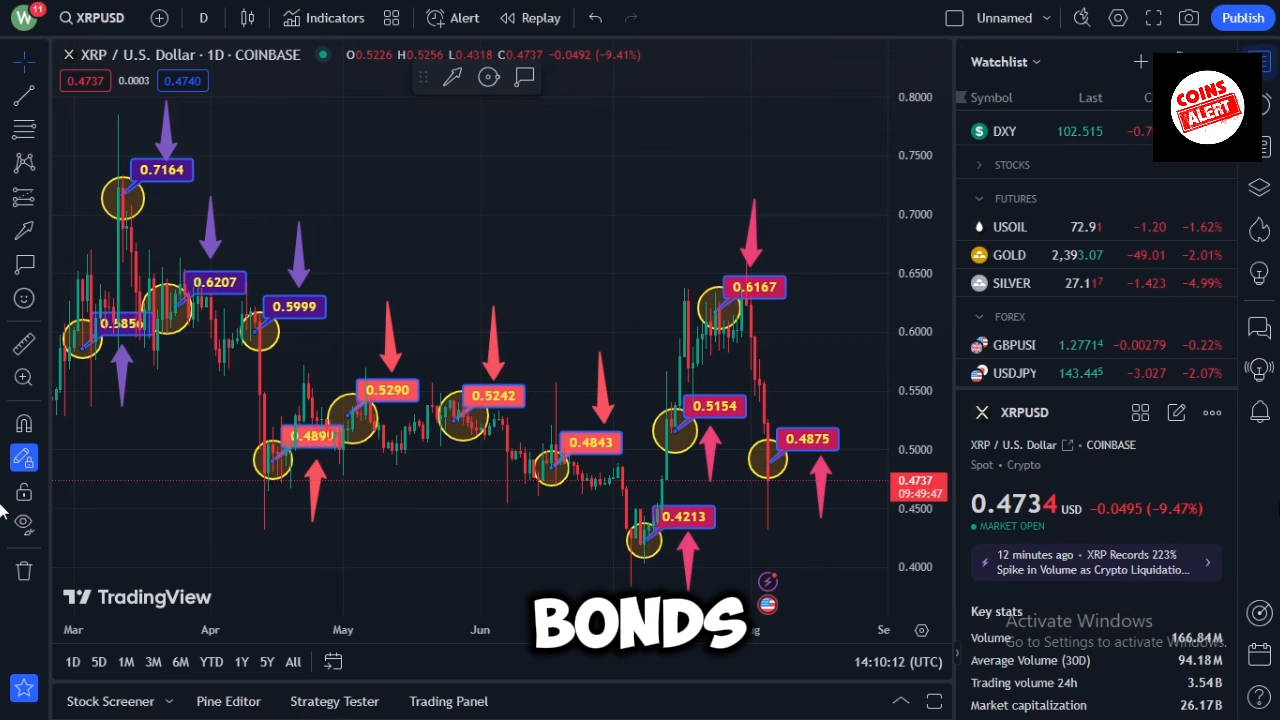 W 11 XRPUSD D Indicators Alert Replay Unnamed Publish
XRP / U.S. Dollar · 1D · COINBASE O0.5226 H0.5256 L0.4318 C0.4737 −0.0492 (−9.41%)
0.4737 0.0003 0.4740
0.7164
0.6207
0.5999
0.5290
0.5242
0.4843
0.6167
0.5154
0.4875
0.4213
0.8000
0.7500
0.7000
0.6500
0.6000
0.5500
0.5000
0.4737
09:49:47
0.4500
0.4000
TradingView
BONDS
Mar Apr May Jun Se
1D 5D 1M 3M 6M YTD 1Y 5Y All 14:10:12 (UTC)
Stock Screener Pine Editor Strategy Tester Trading Panel
Watchlist
COINS
ALERT
Symbol Last
DXY 102.515
STOCKS
FUTURES
USOIL 72.91 −1.20 −1.62%
GOLD 2,393.07 −49.01 −2.01%
SILVER 27.117 −1.423 −4.99%
FOREX
GBPUSI 1.27714 −0.00279 −0.22%
USDJPY 143.445 −3.027 −2.07%
XRPUSD
XRP / U.S. Dollar COINBASE
Spot • Crypto
0.4734 USD −0.0495 (−9.47%)
MARKET OPEN
12 minutes ago • XRP Records 223%
Spike in Volume as Crypto Liquidatio...
Key stats
Activate Windows
Go to Settings to activate Windows.
Volume 166.84M
Average Volume (30D) 94.18M
Trading volume 24h 3.54B
Market capitalization 26.17B